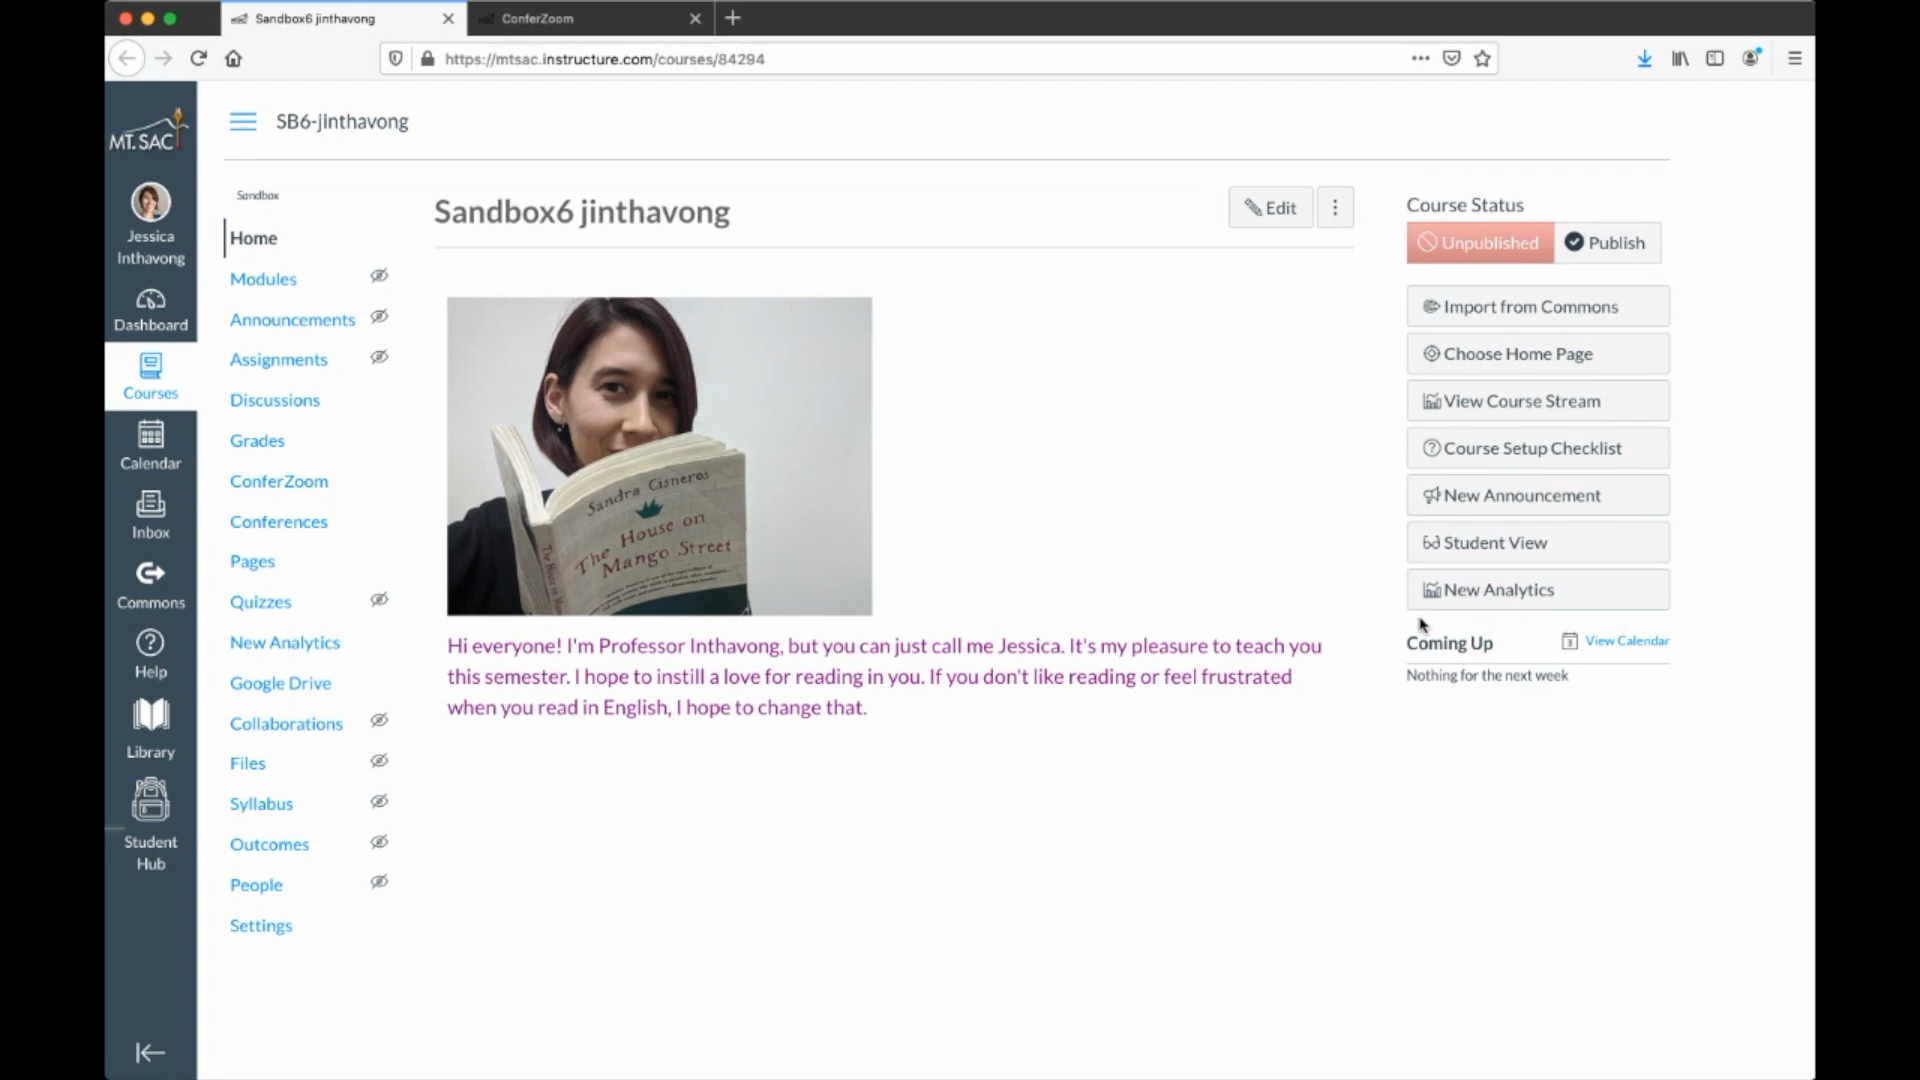 Sandbox6 jinthavong
ConferZoom
https://mtsac.instructure.com/courses/84294
MT. SAC
Jessica
Inthavong
Dashboard
Courses
Calendar
Inbox
Commons
Help
Library
Student
Hub
SB6-jinthavong
Sandbox
Home
Modules
Announcements
Assignments
Discussions
Grades
ConferZoom
Conferences
Pages
Quizzes
New Analytics
Google Drive
Collaborations
Files
Syllabus
Outcomes
People
Settings
Sandbox6 jinthavong
Edit
Sandra Cisneros
The House on
Mango Street
The House on
Hi everyone! I'm Professor Inthavong, but you can just call me Jessica. It's my pleasure to teach you
this semester. I hope to instill a love for reading in you. If you don't like reading or feel frustrated
when you read in English, I hope to change that.
Course Status
Unpublished
Publish
Import from Commons
Choose Home Page
View Course Stream
Course Setup Checklist
New Announcement
Student View
New Analytics
Coming Up
View Calendar
Nothing for the next week